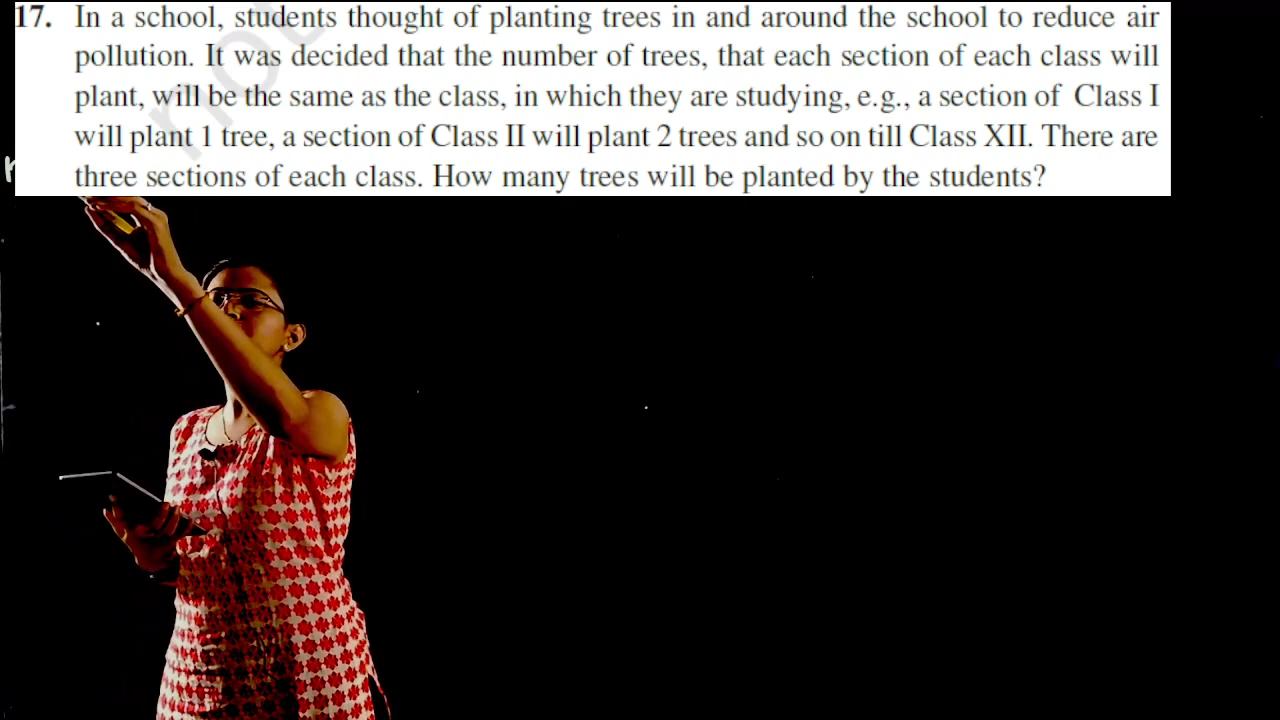 17. In a school, students thought of planting trees in and around the school to reduce air
pollution. It was decided that the number of trees, that each section of each class will
plant, will be the same as the class, in which they are studying, e.g., a section of Class I
will plant 1 tree, a section of Class II will plant 2 trees and so on till Class XII. There are
three sections of each class. How many trees will be planted by the students?